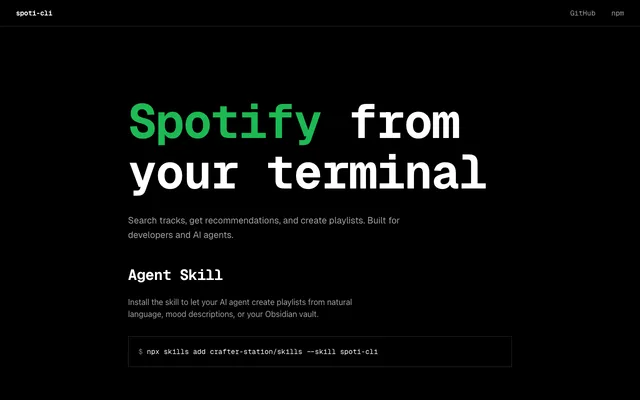 spoti-cli
GitHub
npm
Spotify from
your terminal
Search tracks, get recommendations, and create playlists. Built for
developers and AI agents.
Agent Skill
Install the skill to let your AI agent create playlists from natural
language, mood descriptions, or your Obsidian vault.
$ npx skills add crafter-station/skills --skill spoti-cli